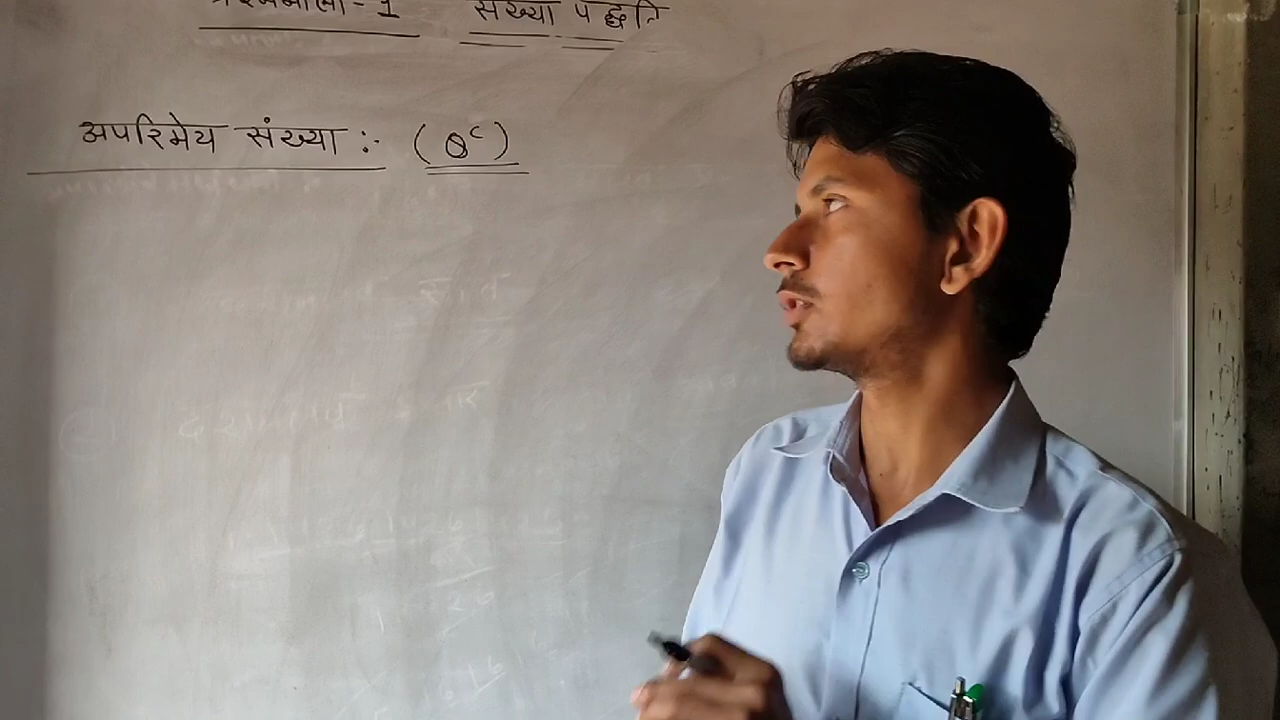 प्रश्नमाला-1 संख्या पद्धति
अपरिमेय संख्या :- (Q^c)